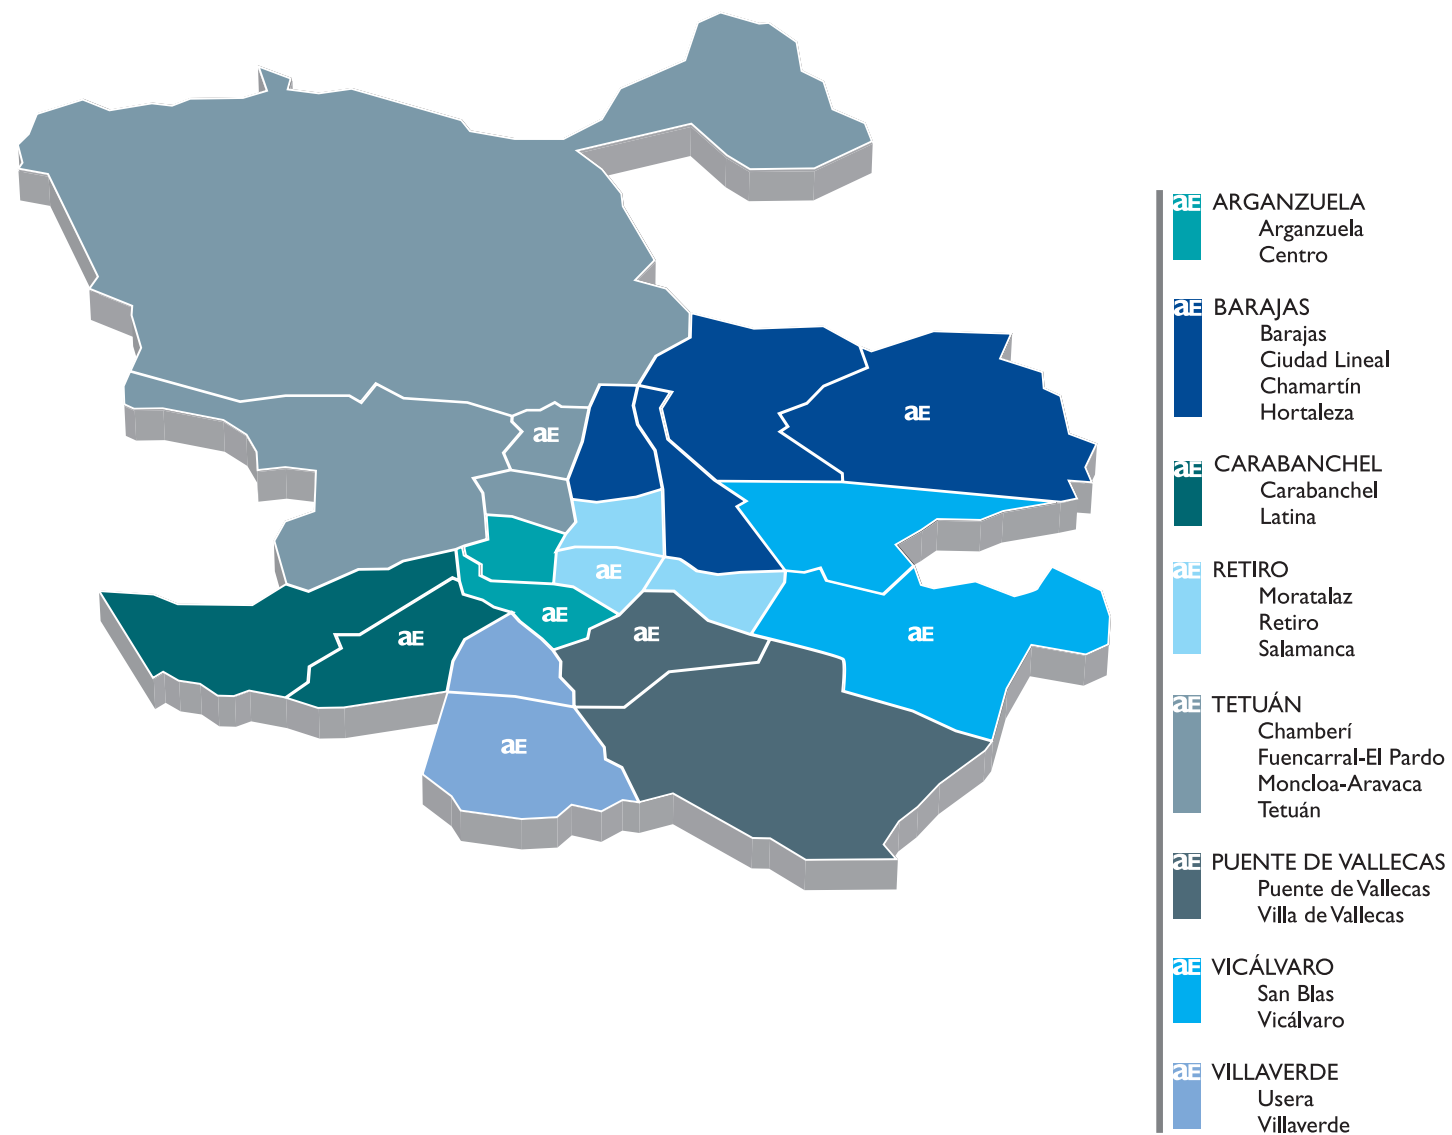 aE
aE
aE
aE
aE
aE
aE
aE
aE ARGANZUELA
Arganzuela
Centro
aE BARAJAS
Barajas
Ciudad Lineal
Chamartín
Hortaleza
aE CARABANCHEL
Carabanchel
Latina
aE RETIRO
Moratalaz
Retiro
Salamanca
aE TETUÁN
Chamberí
Fuencarral-El Pardo
Moncloa-Aravaca
Tetuán
aE PUENTE DE VALLECAS
Puente de Vallecas
Villa de Vallecas
aE VICÁLVARO
San Blas
Vicálvaro
aE VILLAVERDE
Usera
Villaverde